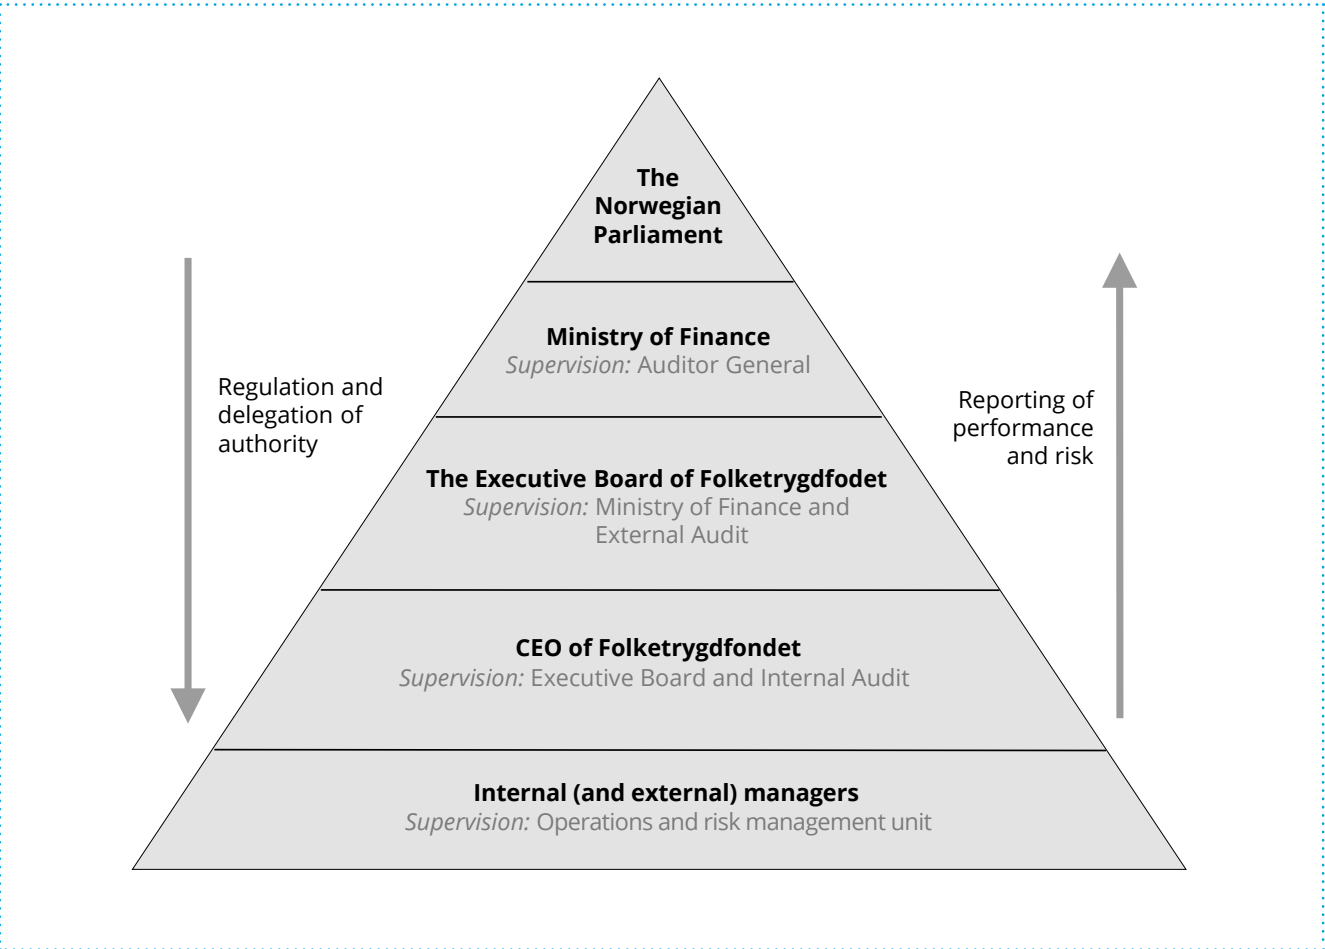 The
Norwegian
Parliament
Ministry of Finance
Supervision: Auditor General
Regulation and
delegation of
authority
Reporting of
performance
and risk
The Executive Board of Folketrygdfodet
Supervision: Ministry of Finance and
External Audit
CEO of Folketrygdfondet
Supervision: Executive Board and Internal Audit
Internal (and external) managers
Supervision: Operations and risk management unit